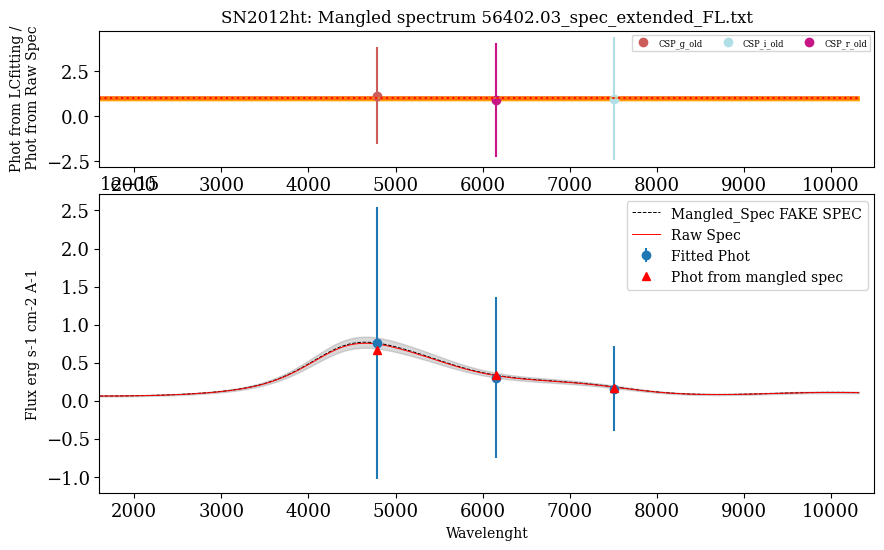 SN2012ht: Mangled spectrum 56402.03_spec_extended_FL.txt
Phot from LCfitting /
Phot from Raw Spec
2.5
0.0
−2.5
CSP_g_old
CSP_i_old
CSP_r_old
2000 3000 4000 5000 6000 7000 8000 9000 10000
1e−15
Flux erg s-1 cm-2 A-1
2.5
2.0
1.5
1.0
0.5
0.0
−0.5
−1.0
Mangled_Spec FAKE SPEC
Raw Spec
Fitted Phot
Phot from mangled spec
2000 3000 4000 5000 6000 7000 8000 9000 10000
Wavelenght